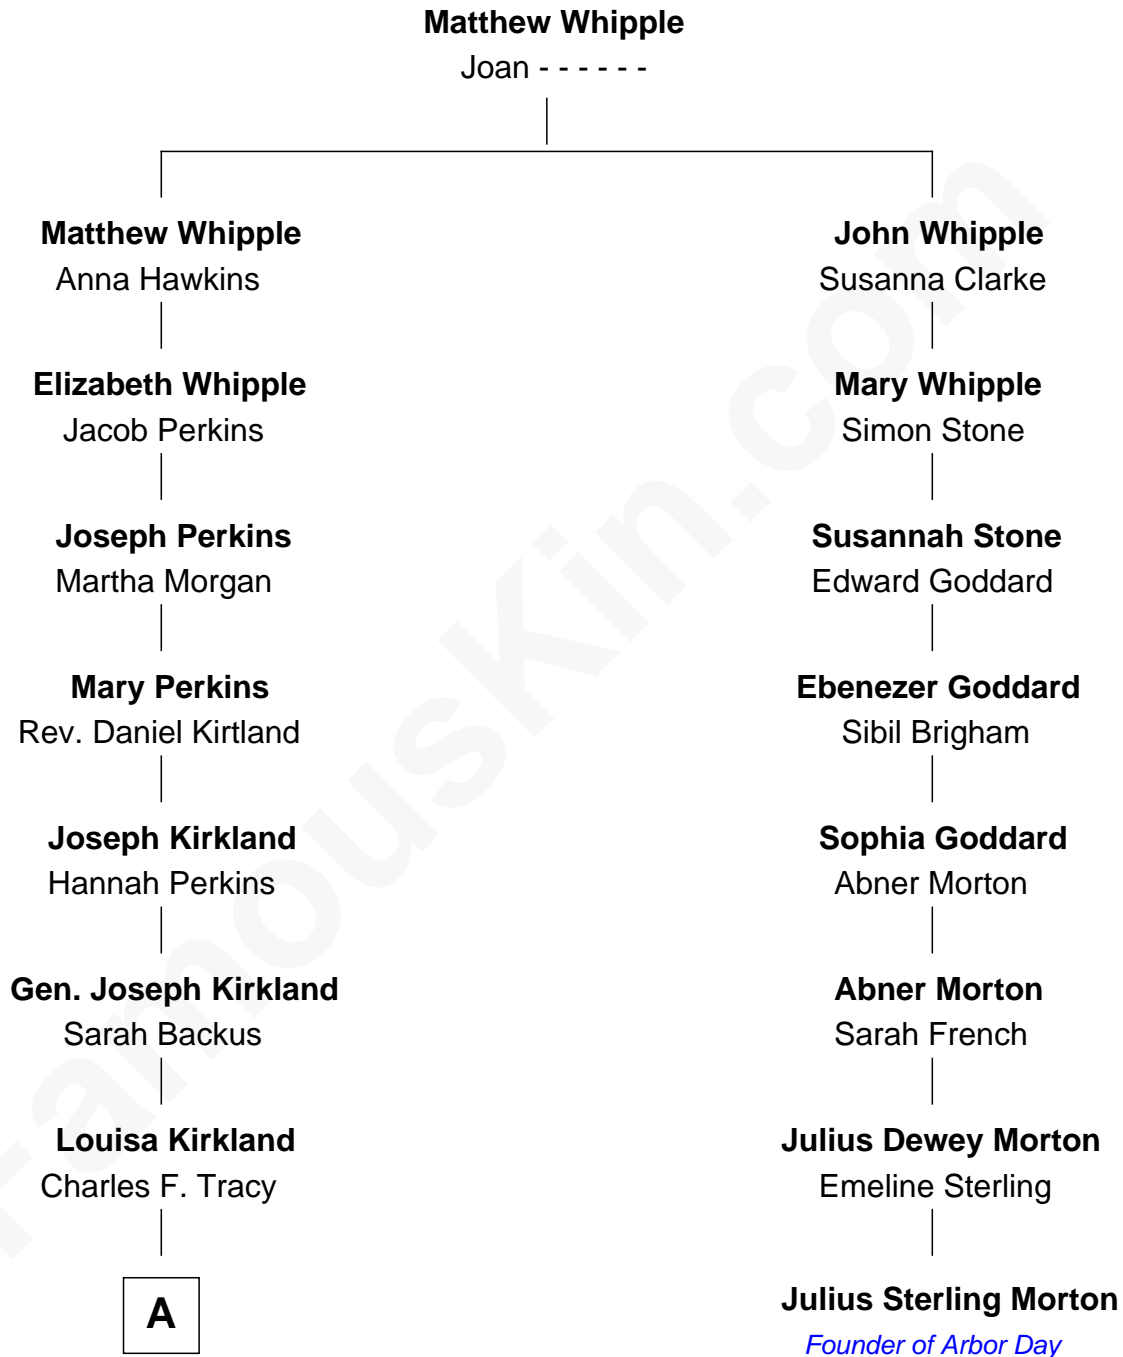 Matthew Whipple
Joan - - - - - -
Matthew Whipple
Anna Hawkins
John Whipple
Susanna Clarke
Elizabeth Whipple
Jacob Perkins
Mary Whipple
Simon Stone
Joseph Perkins
Martha Morgan
Susannah Stone
Edward Goddard
Mary Perkins
Rev. Daniel Kirtland
Ebenezer Goddard
Sibil Brigham
Joseph Kirkland
Hannah Perkins
Sophia Goddard
Abner Morton
Gen. Joseph Kirkland
Sarah Backus
Abner Morton
Sarah French
Louisa Kirkland
Charles F. Tracy
Julius Dewey Morton
Emeline Sterling
A
Julius Sterling Morton
Founder of Arbor Day
FamousKin.com